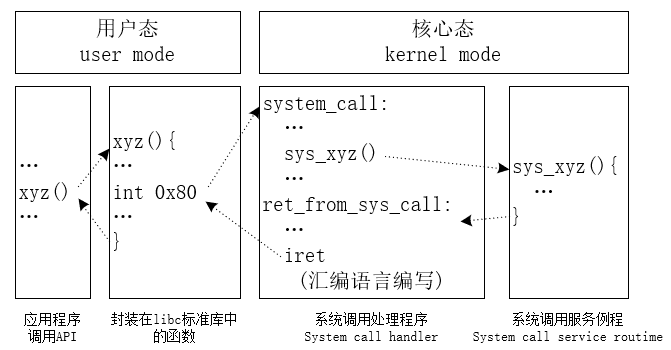 用户态
user mode
核心态
kernel mode
...
xyz()
...
xyz(){
...
int 0x80
...
}
system_call:
...
sys_xyz()
...
ret_from_sys_call:
...
iret
(汇编语言编写)
sys_xyz(){
...
}
应用程序
调用API
封装在libc标准库中
的函数
系统调用处理程序
System call handler
系统调用服务例程
System call service routime